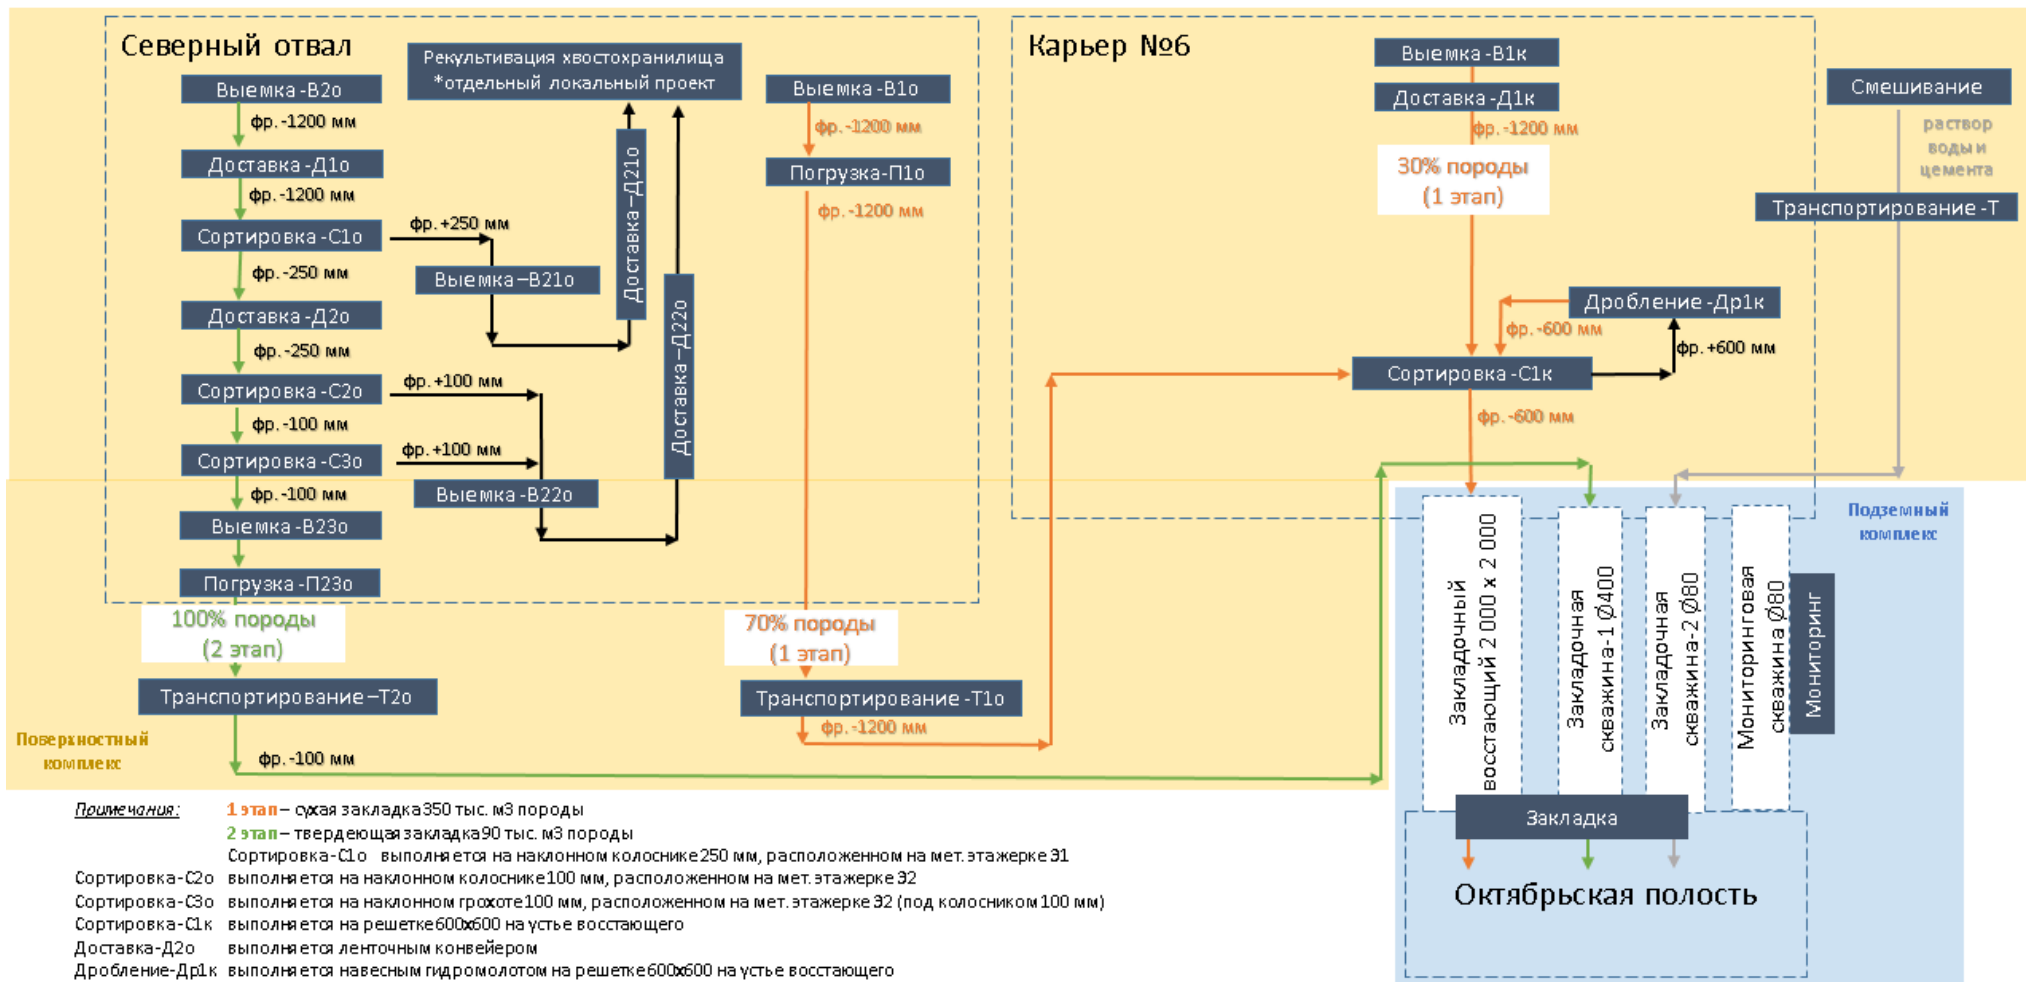 Северный отвал
Выемка-В2о
фр.-1200 мм
Доставка-Д1о
фр.-1200 мм
Сортировка-С1о
фр.+250 мм
фр.-250 мм
Выемка–В21о
Доставка-Д2о
фр.-250 мм
Сортировка-С2о
фр.+100 мм
фр.-100 мм
Сортировка-С3о
фр.+100 мм
фр.-100 мм
Выемка-В22о
Выемка-В23о
Погрузка-П23о
100% породы
(2 этап)
Транспортирование–Т2о
фр.-100 мм
Рекультивация хвостохранилища
*отдельный локальный проект
Доставка–Д21о
Доставка–Д22о
Выемка-В1о
фр.-1200 мм
Погрузка-П1о
фр.-1200 мм
70% породы
(1 этап)
Транспортирование-Т1о
фр.-1200 мм
Поверхностный
комплекс
Карьер №6
Выемка-В1к
Доставка-Д1к
фр.-1200 мм
30% породы
(1 этап)
Дробление-Др1к
фр.-600 мм
фр.+600 мм
Сортировка-С1к
фр.-600 мм
Смешивание
раствор
воды и
цемента
Транспортирование-Т
Подземный
комплекс
Закладочный
восстающий 2 000 х 2 000
Закладочная
скважина-1 Ø400
Закладочная
скважина-2 Ø80
Мониторинговая
скважина Ø80
Мониторинг
Закладка
Октябрьская полость
Примечания:
1 этап – сухая закладка 350 тыс. м3 породы
2 этап – твердеющая закладка 90 тыс. м3 породы
Сортировка-С1о выполняется на наклонном колоснике 250 мм, расположенном на мет. этажерке Э1
Сортировка-С2о выполняется на наклонном колоснике 100 мм, расположенном на мет. этажерке Э2
Сортировка-С3о выполняется на наклонном грохоте 100 мм, расположенном на мет. этажерке Э2 (под колосником 100 мм)
Сортировка-С1к выполняется на решетке 600х600 на устье восстающего
Доставка-Д2о выполняется ленточным конвейером
Дробление-Др1к выполняется навесным гидромолотом на решетке 600х600 на устье восстающего